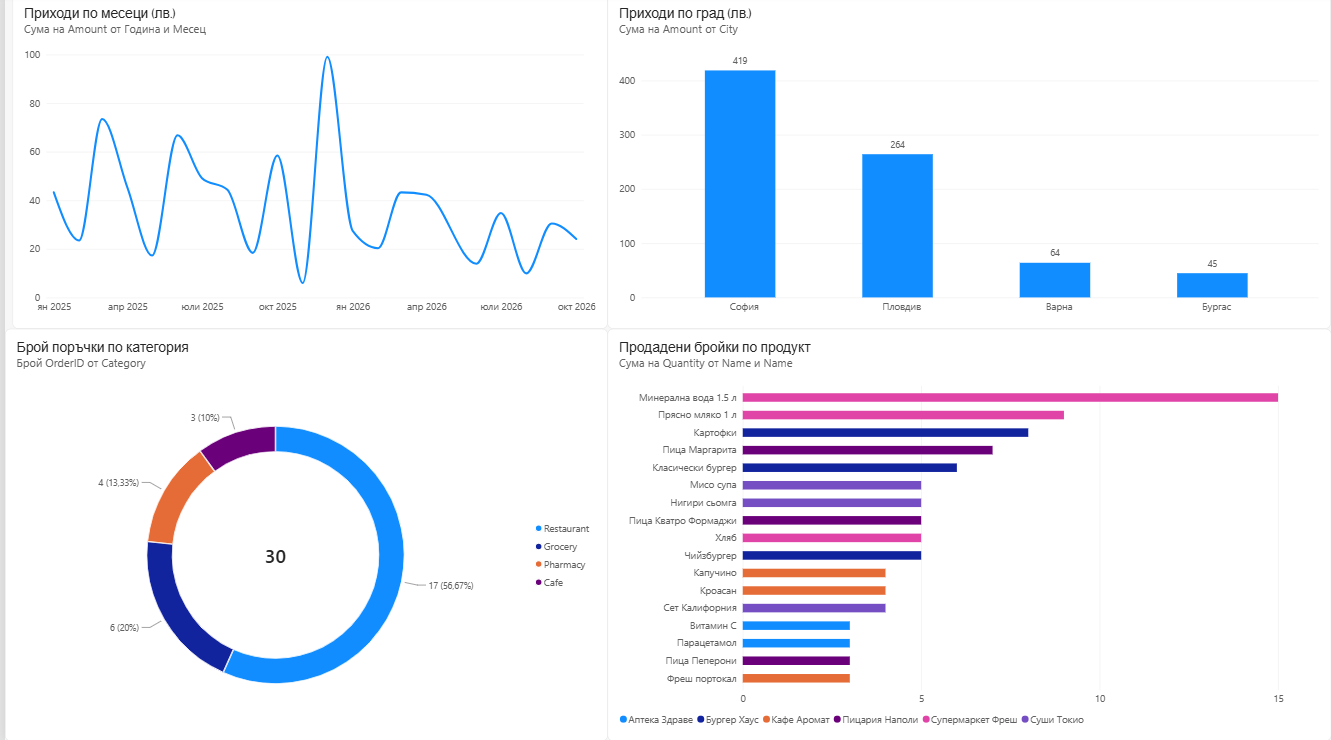 Приходи по месеци (лв.)
Сума на Amount от Година и Месец
100
80
60
40
20
0
ян 2025
апр 2025
юли 2025
окт 2025
ян 2026
апр 2026
юли 2026
окт 2026
Приходи по град (лв.)
Сума на Amount от City
400
300
200
100
0
419
264
64
45
София
Пловдив
Варна
Бургас
Брой поръчки по категория
Брой OrderID от Category
3 (10%)
4 (13,33%)
6 (20%)
17 (56,67%)
30
Restaurant
Grocery
Pharmacy
Cafe
Продадени бройки по продукт
Сума на Quantity от Name и Name
Минерална вода 1.5 л
Прясно мляко 1 л
Картофки
Пица Маргарита
Класически бургер
Мисо супа
Нигири сьомга
Пица Кватро Формаджи
Хляб
Чийзбургер
Капучино
Кроасан
Сет Калифорния
Витамин C
Парацетамол
Пица Пеперони
Фреш портокал
0
5
10
15
Аптека Здраве
Бургер Хаус
Кафе Аромат
Пицария Наполи
Супермаркет Фреш
Суши Токио